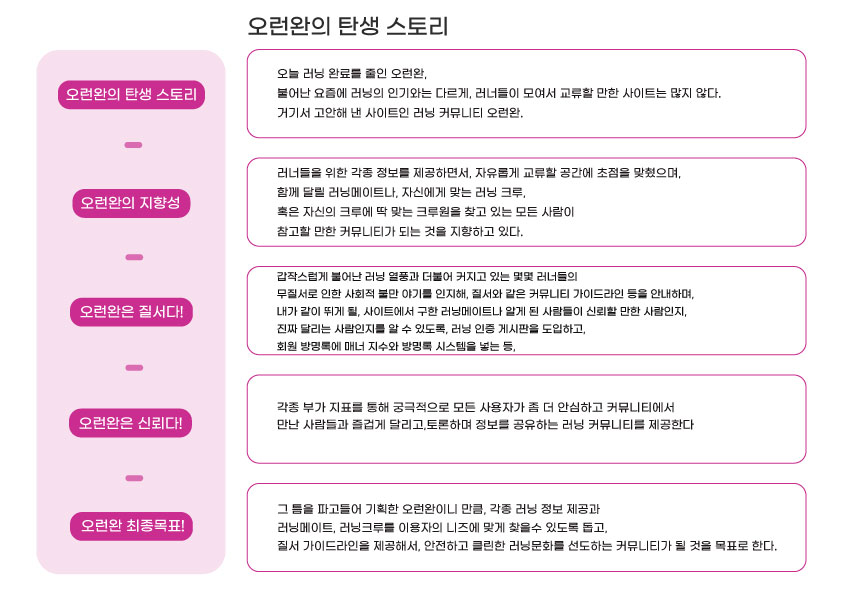 오런완의 탄생 스토리
오런완의 탄생 스토리
오늘 러닝 완료를 줄인 오런완,
불어난 요즘에 러닝의 인기와는 다르게, 러너들이 모여서 교류할 만한 사이트는 많지 않다.
거기서 고안해 낸 사이트인 러닝 커뮤니티 오런완.
오런완의 지향성
러너들을 위한 각종 정보를 제공하면서, 자유롭게 교류할 공간에 초점을 맞췄으며,
함께 달릴 러닝메이트나, 자신에게 맞는 러닝 크루,
혹은 자신의 크루에 딱 맞는 크루원을 찾고 있는 모든 사람이
참고할 만한 커뮤니티가 되는 것을 지향하고 있다.
오런완은 질서다!
갑작스럽게 불어난 러닝 열풍과 더불어 커지고 있는 몇몇 러너들의
무질서로 인한 사회적 불만 야기를 인지해, 질서와 같은 커뮤니티 가이드라인 등을 안내하며,
내가 같이 뛰게 될, 사이트에서 구한 러닝메이트나 알게 된 사람들이 신뢰할 만한 사람인지,
진짜 달리는 사람인지를 알 수 있도록, 러닝 인증 게시판을 도입하고,
회원 방명록에 매너 지수와 방명록 시스템을 넣는 등,
오런완은 신뢰다!
각종 부가 지표를 통해 궁극적으로 모든 사용자가 좀 더 안심하고 커뮤니티에서
만난 사람들과 즐겁게 달리고,토론하며 정보를 공유하는 러닝 커뮤니티를 제공한다
오런완 최종목표!
그 틈을 파고들어 기획한 오런완이니 만큼, 각종 러닝 정보 제공과
러닝메이트, 러닝크루를 이용자의 니즈에 맞게 찾을수 있도록 돕고,
질서 가이드라인을 제공해서, 안전하고 클린한 러닝문화를 선도하는 커뮤니티가 될 것을 목표로 한다.